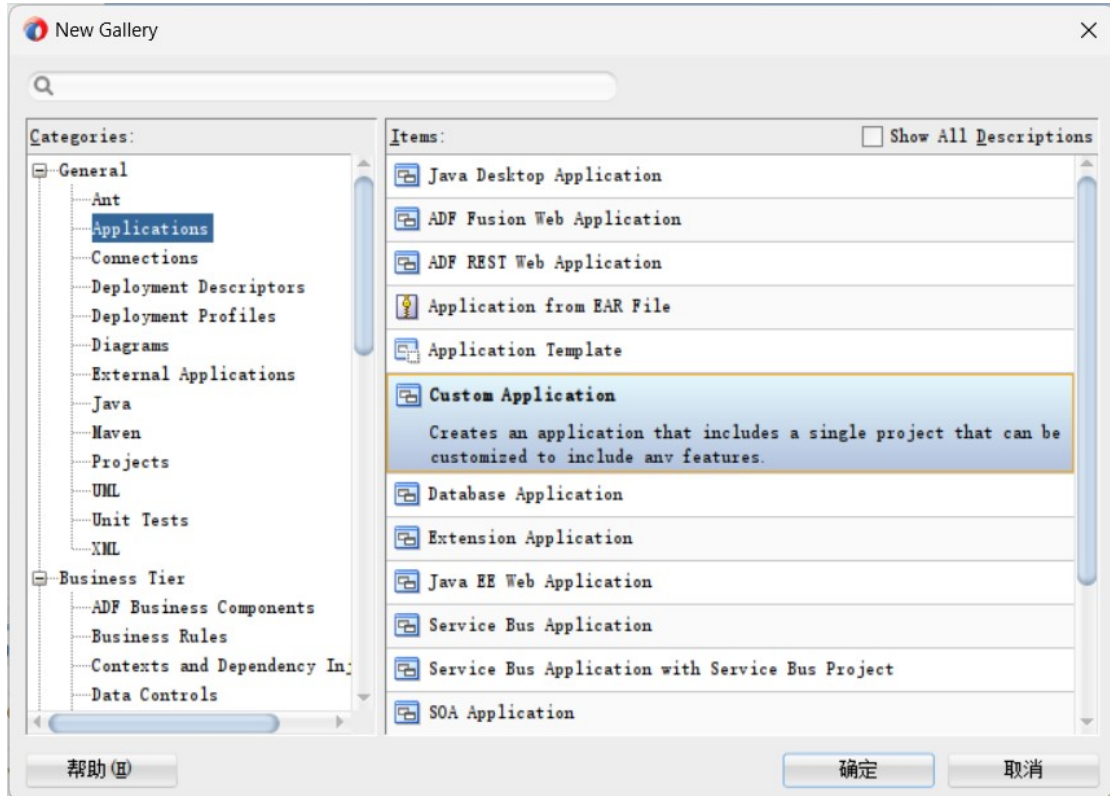 New Gallery
Categories:
General
Ant
Applications
Connections
Deployment Descriptors
Deployment Profiles
Diagrams
External Applications
Java
Maven
Projects
UML
Unit Tests
XML
Business Tier
ADF Business Components
Business Rules
Contexts and Dependency Inj
Data Controls
Items:
Show All Descriptions
Java Desktop Application
ADF Fusion Web Application
ADF REST Web Application
Application from EAR File
Application Template
Custom Application
Creates an application that includes a single project that can be
customized to include any features.
Database Application
Extension Application
Java EE Web Application
Service Bus Application
Service Bus Application with Service Bus Project
SOA Application
帮助(H)
确定
取消